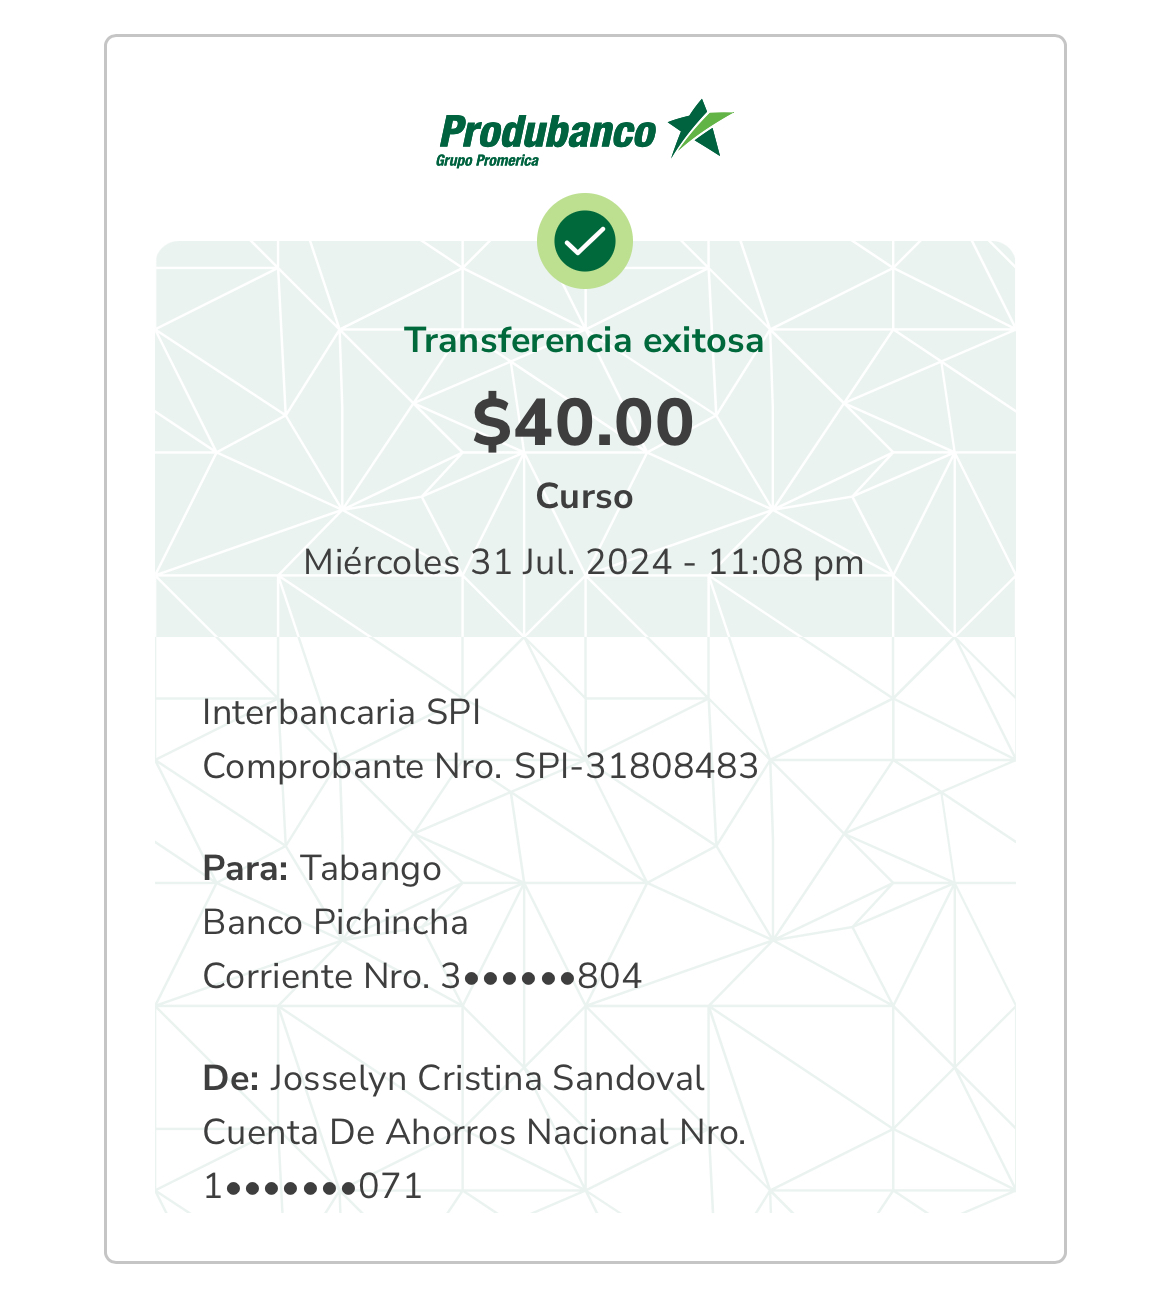 Produbanco
Grupo Promerica
Transferencia exitosa
$40.00
Curso
Miércoles 31 Jul. 2024 - 11:08 pm
Interbancaria SPI
Comprobante Nro. SPI-31808483
Para: Tabango
Banco Pichincha
Corriente Nro. 3••••••804
De: Josselyn Cristina Sandoval
Cuenta De Ahorros Nacional Nro.
1•••••••071